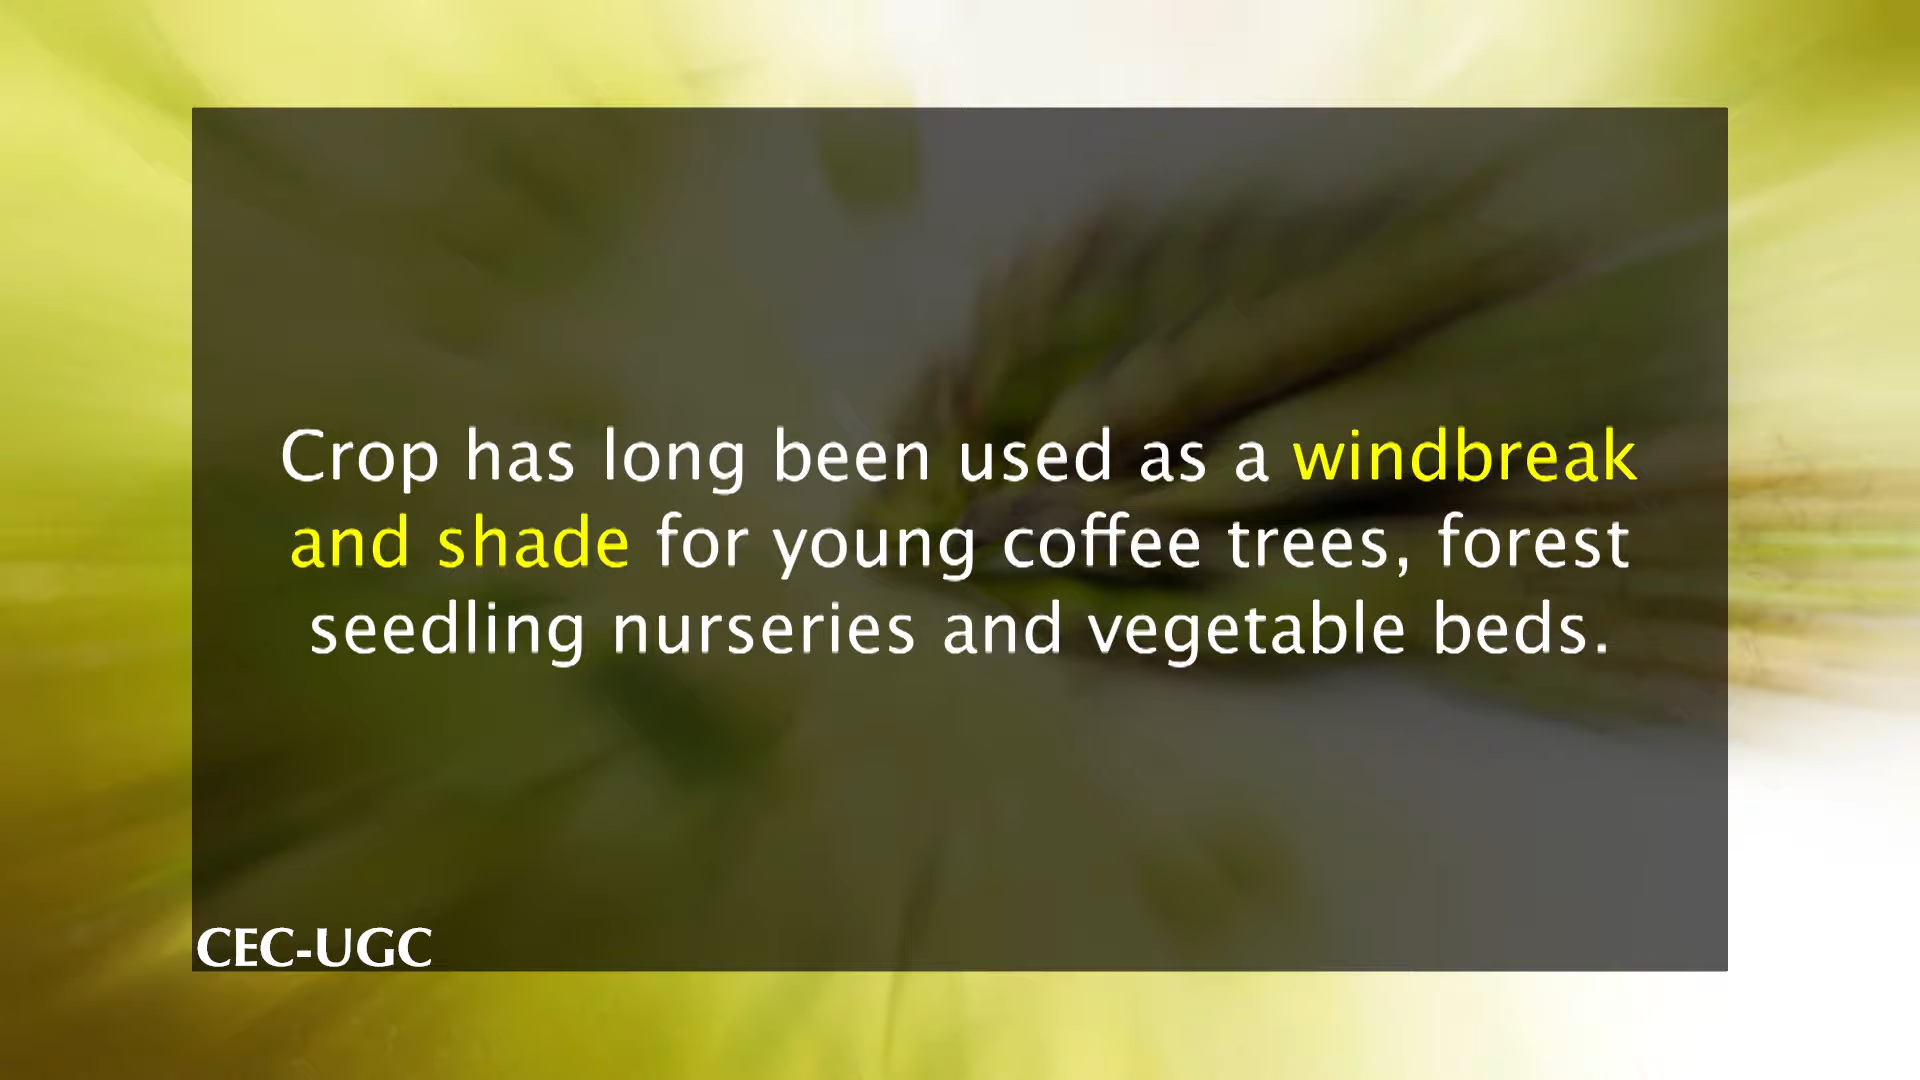 Crop has long been used as a windbreak
and shade for young coffee trees, forest
seedling nurseries and vegetable beds.
CEC-UGC